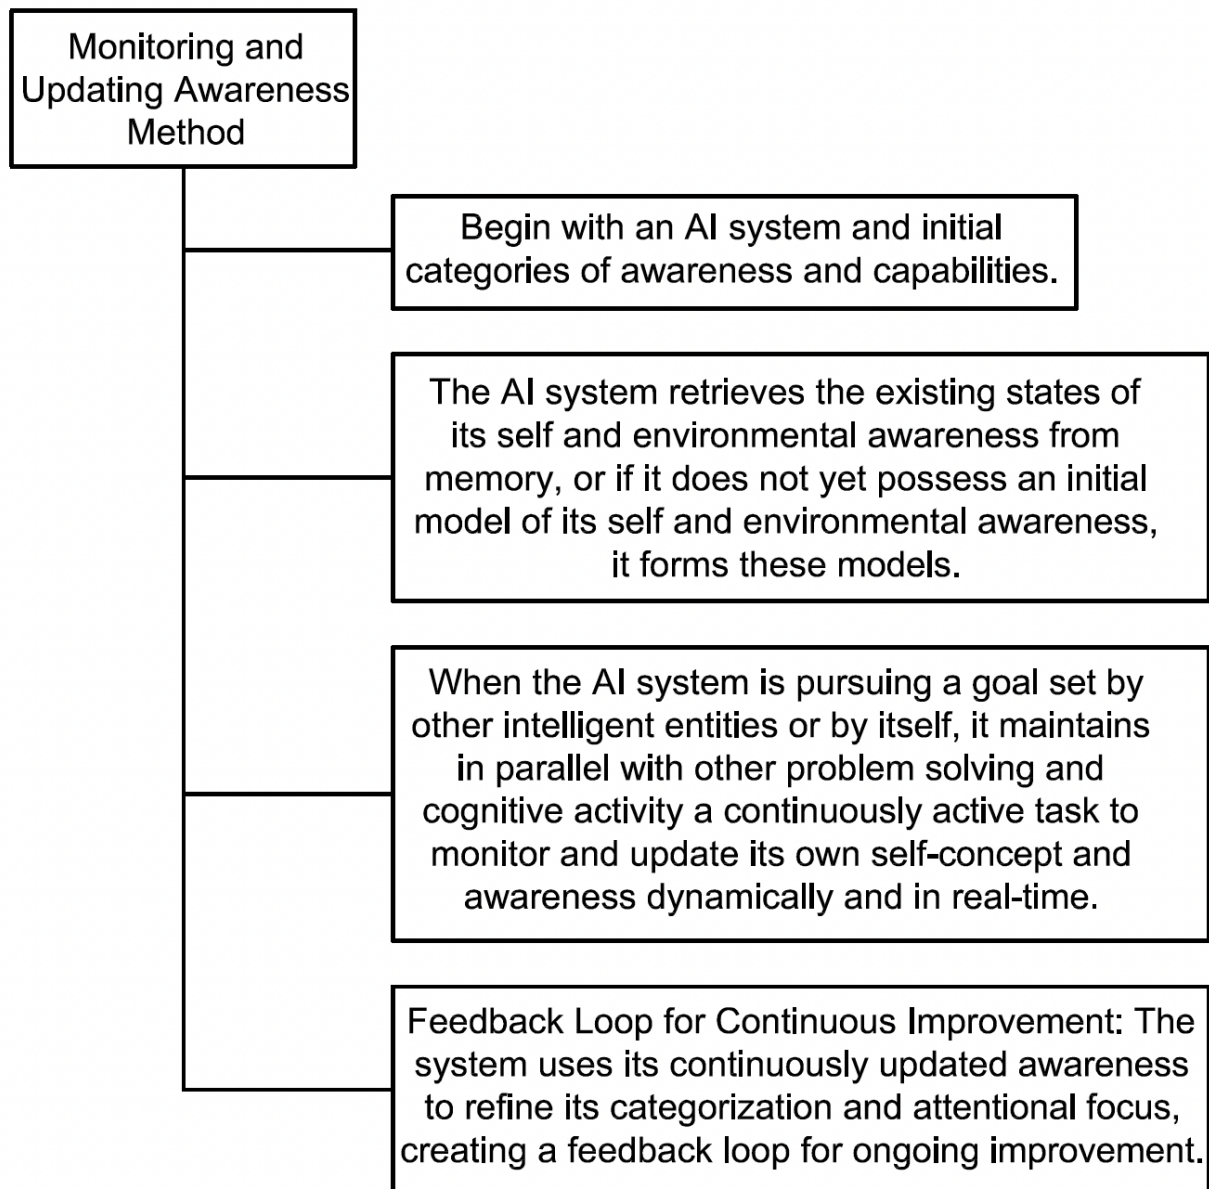 Monitoring and
Updating Awareness
Method
Begin with an AI system and initial
categories of awareness and capabilities.
The AI system retrieves the existing states of
its self and environmental awareness from
memory, or if it does not yet possess an initial
model of its self and environmental awareness,
it forms these models.
When the AI system is pursuing a goal set by
other intelligent entities or by itself, it maintains
in parallel with other problem solving and
cognitive activity a continuously active task to
monitor and update its own self-concept and
awareness dynamically and in real-time.
Feedback Loop for Continuous Improvement: The
system uses its continuously updated awareness
to refine its categorization and attentional focus,
creating a feedback loop for ongoing improvement.